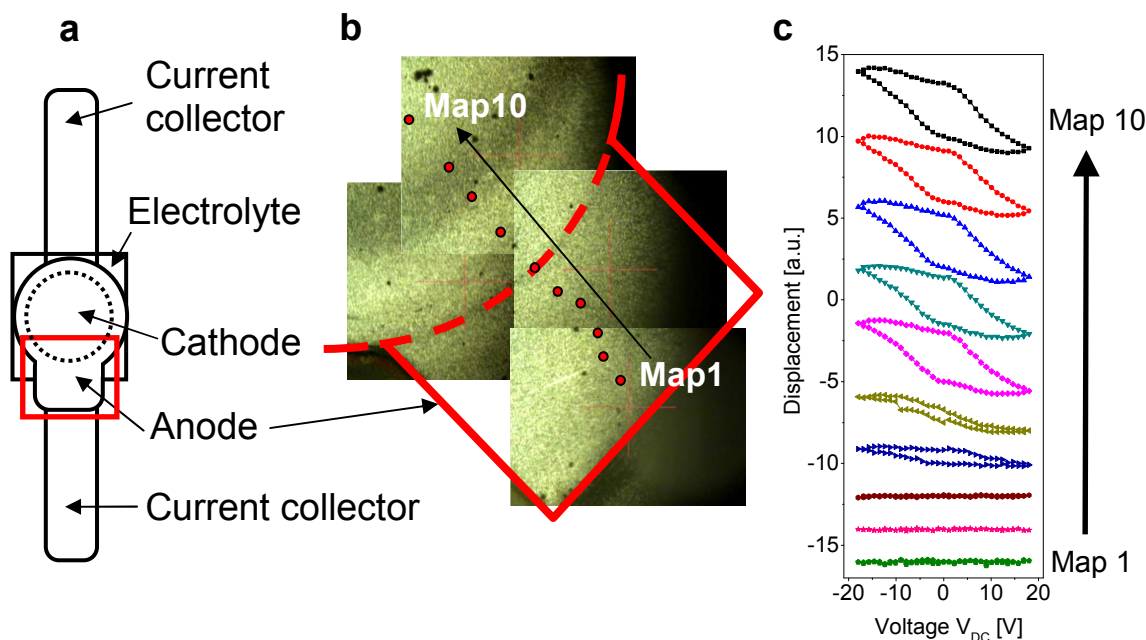 a
Current
collector
Electrolyte
Cathode
Anode
Current collector
b
Map10
Map1
c
15
10
5
0
-5
-10
-15
Displacement [a.u.]
-20
-10
0
10
20
Voltage V_DC [V]
Map 10
Map 1